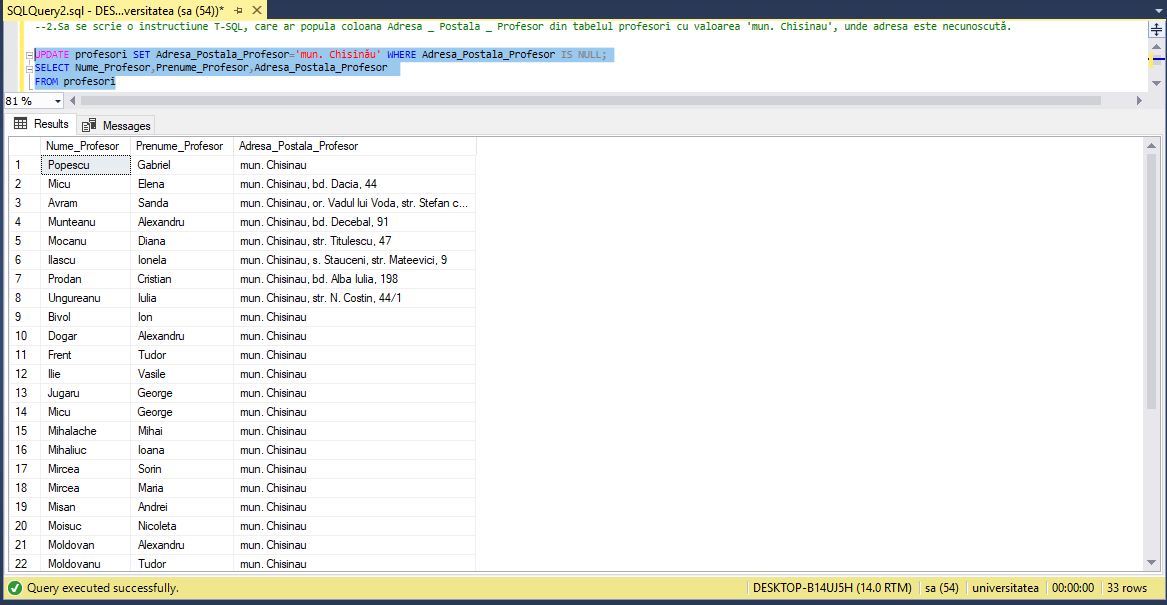 SQLQuery2.sql - DES...versitatea (sa (54))*
--2.Sa se scrie o instructiune T-SQL, care ar popula coloana Adresa _ Postala _ Profesor din tabelul profesori cu valoarea 'mun. Chisinau', unde adresa este necunoscută.
UPDATE profesori SET Adresa_Postala_Profesor='mun. Chisinău' WHERE Adresa_Postala_Profesor IS NULL;
SELECT Nume_Profesor,Prenume_Profesor,Adresa_Postala_Profesor
FROM profesori
81 %
Results Messages
Nume_Profesor Prenume_Profesor Adresa_Postala_Profesor
1 Popescu Gabriel mun. Chisinau
2 Micu Elena mun. Chisinau, bd. Dacia, 44
3 Avram Sanda mun. Chisinau, or. Vadul lui Voda, str. Stefan c...
4 Munteanu Alexandru mun. Chisinau, bd. Decebal, 91
5 Mocanu Diana mun. Chisinau, str. Titulescu, 47
6 Ilascu Ionela mun. Chisinau, s. Stauceni, str. Mateevici, 9
7 Prodan Cristian mun. Chisinau, bd. Alba Iulia, 198
8 Ungureanu Iulia mun. Chisinau, str. N. Costin, 44/1
9 Bivol Ion mun. Chisinau
10 Dogar Alexandru mun. Chisinau
11 Frent Tudor mun. Chisinau
12 Ilie Vasile mun. Chisinau
13 Jugaru George mun. Chisinau
14 Micu George mun. Chisinau
15 Mihalache Mihai mun. Chisinau
16 Mihaliuc Ioana mun. Chisinau
17 Mircea Sorin mun. Chisinau
18 Mircea Maria mun. Chisinau
19 Misan Andrei mun. Chisinau
20 Moisuc Nicoleta mun. Chisinau
21 Moldovan Alexandru mun. Chisinau
22 Moldovanu Tudor mun. Chisinau
Query executed successfully. DESKTOP-B14UJ5H (14.0 RTM) sa (54) universitatea 00:00:00 33 rows